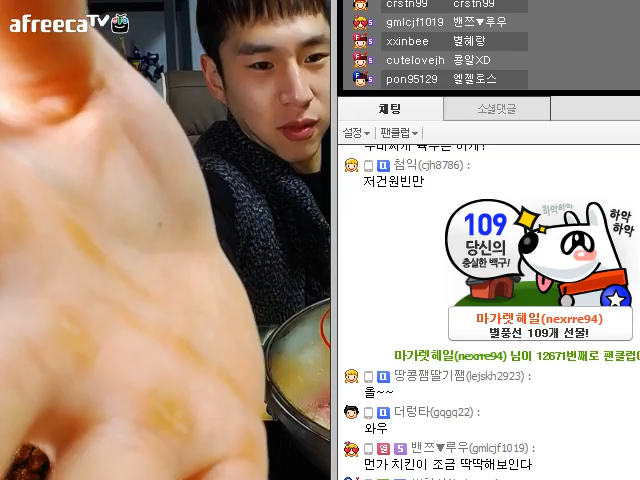 afreecaTV
crstn99 crstn99
gmlcjf1019 밴쯔▼루우
xxinbee 별혜랑
cutelovejh 콩알XD
pon95129 엘젤로스
채팅 소셜댓글
설정 팬클럽
첨익(cjh8786) :
저건원빈만
하악하악
하악
하악
109
당신의
충실한 백구!
마가렛헤일(nexrre94)
별풍선 109개 선물!
마가렛헤일(nexrre94) 님이 12671번째로 팬클럽
땅콩쨈딸기쨈(lejskh2923) :
올~~
더렁타(gqgq22) :
와우
열 5 밴쯔▼루우(gmlcjf1019) :
먼가 치킨이 조금 딱딱해보인다